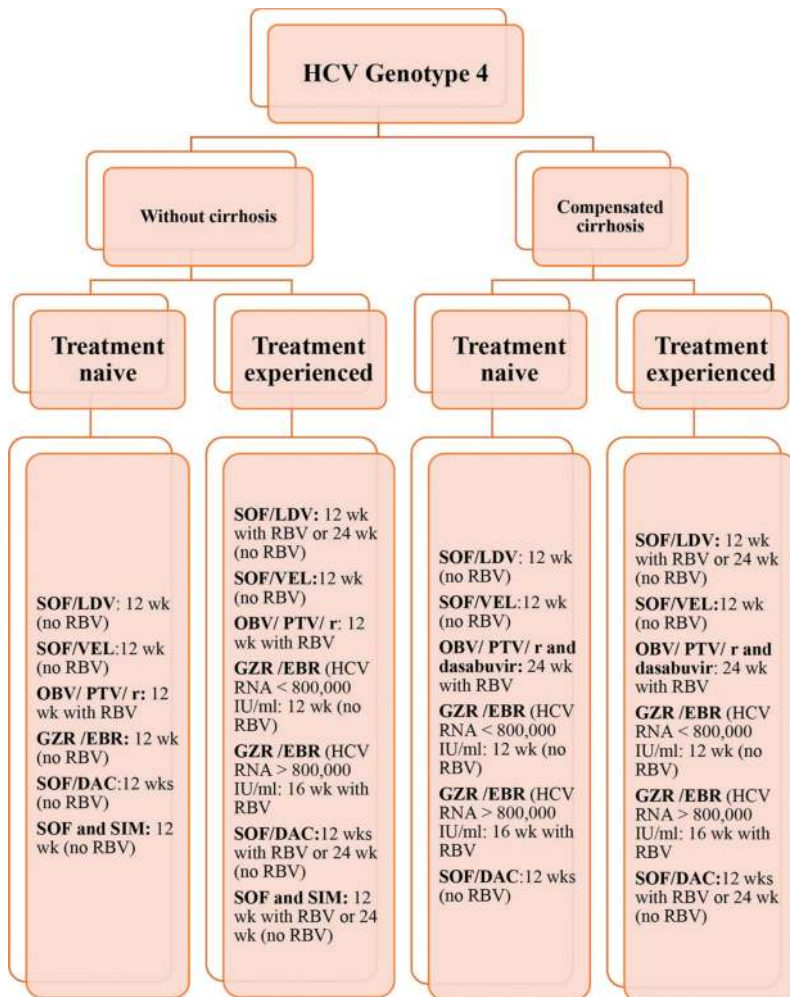 HCV Genotype 4
Without cirrhosis
Compensated
cirrhosis
Treatment
naive
Treatment
experienced
Treatment
naive
Treatment
experienced
SOF/LDV: 12 wk
(no RBV)
SOF/VEL:12 wk
(no RBV)
OBV/ PTV/ r: 12
wk with RBV
GZR /EBR: 12 wk
(no RBV)
SOF/DAC:12 wks
(no RBV)
SOF and SIM: 12
wk (no RBV)
SOF/LDV: 12 wk
with RBV or 24 wk
(no RBV)
SOF/VEL:12 wk
(no RBV)
OBV/ PTV/ r: 12
wk with RBV
GZR /EBR (HCV
RNA < 800,000
IU/ml: 12 wk (no
RBV)
GZR /EBR (HCV
RNA > 800,000
IU/ml: 16 wk with
RBV
SOF/DAC:12 wks
with RBV or 24 wk
(no RBV)
SOF and SIM: 12
wk with RBV or 24
wk (no RBV)
SOF/LDV: 12 wk
(no RBV)
SOF/VEL:12 wk
(no RBV)
OBV/ PTV/ r and
dasabuvir: 24 wk
with RBV
GZR /EBR (HCV
RNA < 800,000
IU/ml: 12 wk (no
RBV)
GZR /EBR (HCV
RNA > 800,000
IU/ml: 16 wk with
RBV
SOF/DAC:12 wks
(no RBV)
SOF/LDV: 12 wk
with RBV or 24 wk
(no RBV)
SOF/VEL:12 wk
(no RBV)
OBV/ PTV/ r and
dasabuvir: 24 wk
with RBV
GZR /EBR (HCV
RNA < 800,000
IU/ml: 12 wk (no
RBV)
GZR /EBR (HCV
RNA > 800,000
IU/ml: 16 wk with
RBV
SOF/DAC:12 wks
with RBV or 24 wk
(no RBV)